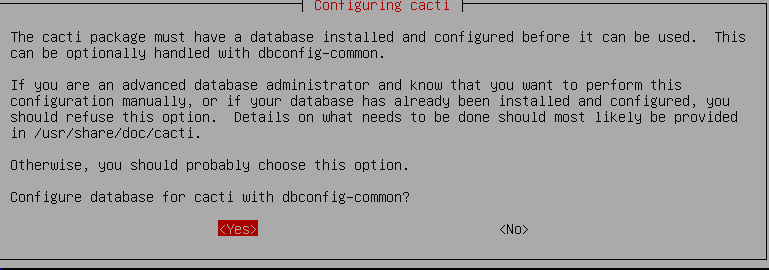 Configuring cacti
The cacti package must have a database installed and configured before it can be used.  This
can be optionally handled with dbconfig-common.
If you are an advanced database administrator and know that you want to perform this
configuration manually, or if your database has already been installed and configured, you
should refuse this option.  Details on what needs to be done should most likely be provided
in /usr/share/doc/cacti.
Otherwise, you should probably choose this option.
Configure database for cacti with dbconfig-common?
<Yes> <No>